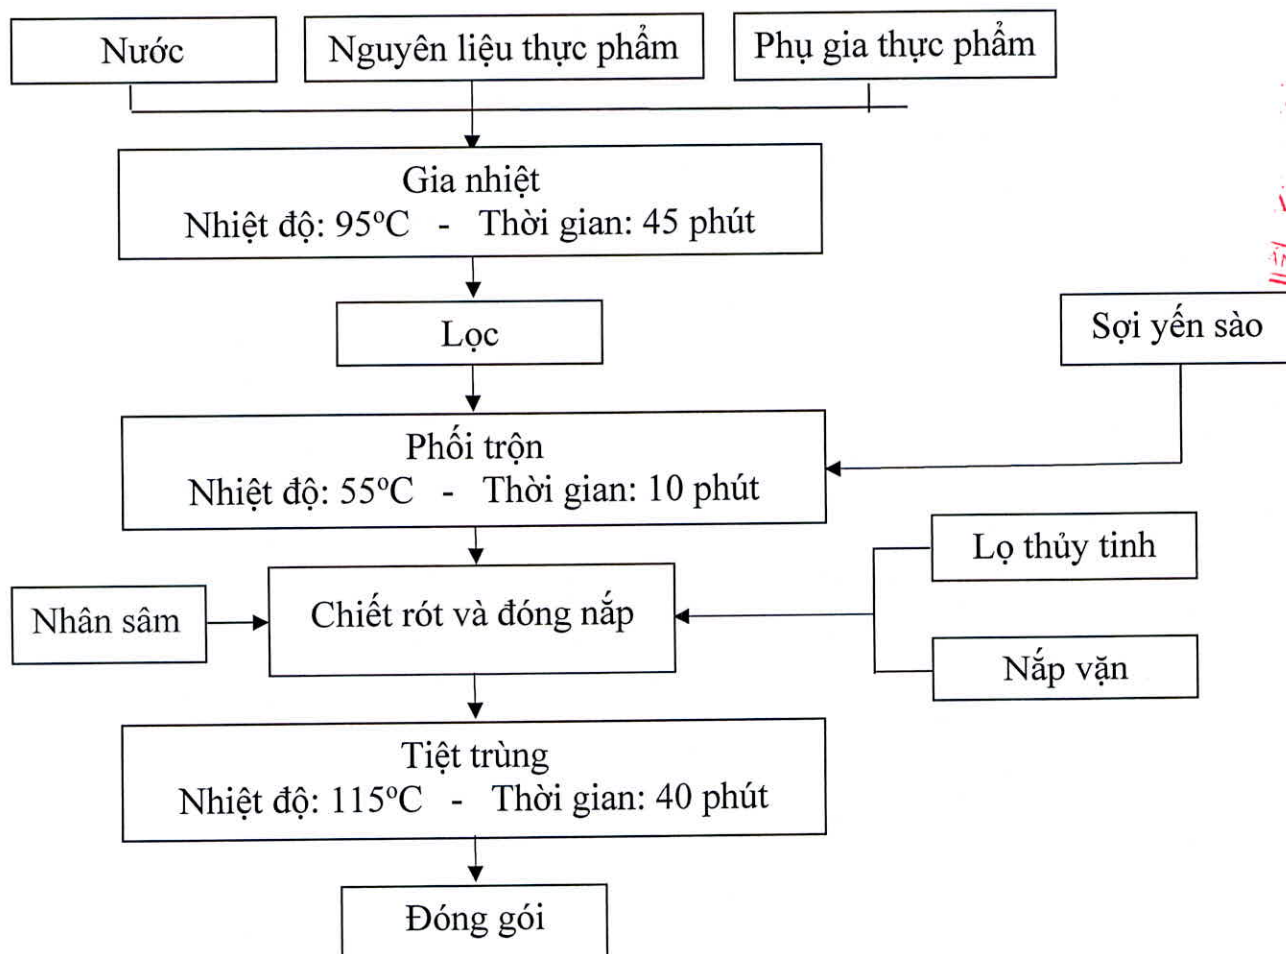 Nước
Nguyên liệu thực phẩm
Phụ gia thực phẩm
Gia nhiệt
Nhiệt độ: 95°C - Thời gian: 45 phút
Lọc
Sợi yến sào
Phối trộn
Nhiệt độ: 55°C - Thời gian: 10 phút
Lọ thủy tinh
Nhân sâm
Chiết rót và đóng nắp
Nắp vặn
Tiệt trùng
Nhiệt độ: 115°C - Thời gian: 40 phút
Đóng gói